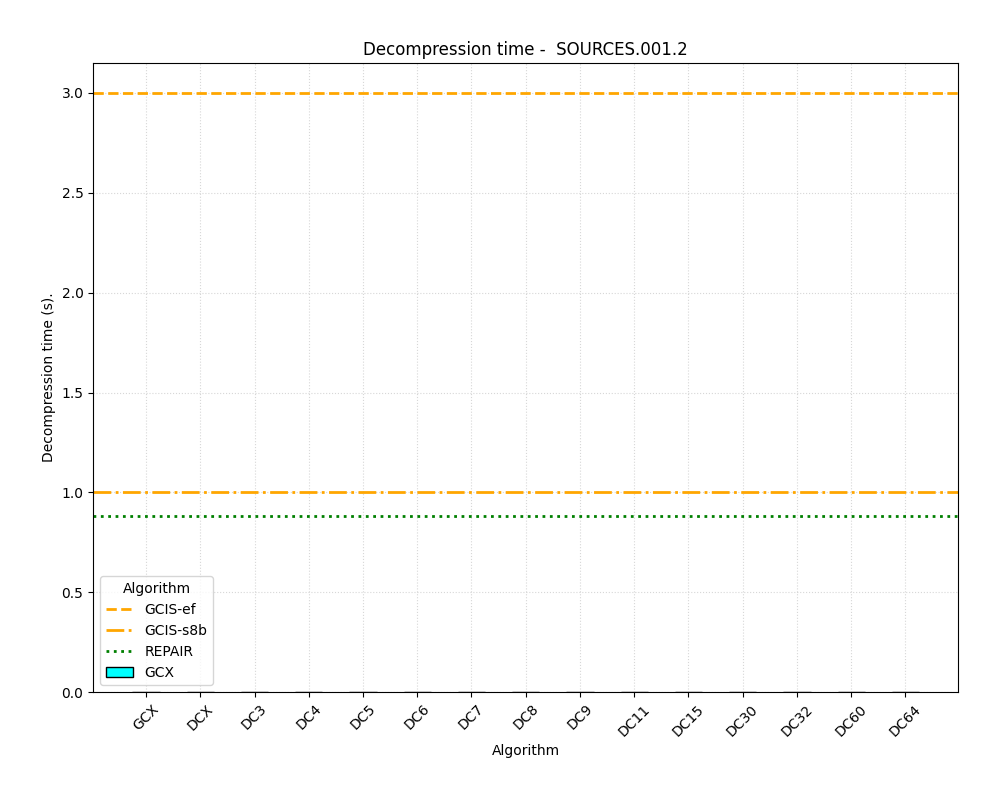 Decompression time -  SOURCES.001.2
Decompression time (s).
3.0
2.5
2.0
1.5
1.0
0.5
0.0
Algorithm
GCIS-ef
GCIS-s8b
REPAIR
GCX
GCX
DCX
DC3
DC4
DC5
DC6
DC7
DC8
DC9
DC11
DC15
DC30
DC32
DC60
DC64
Algorithm